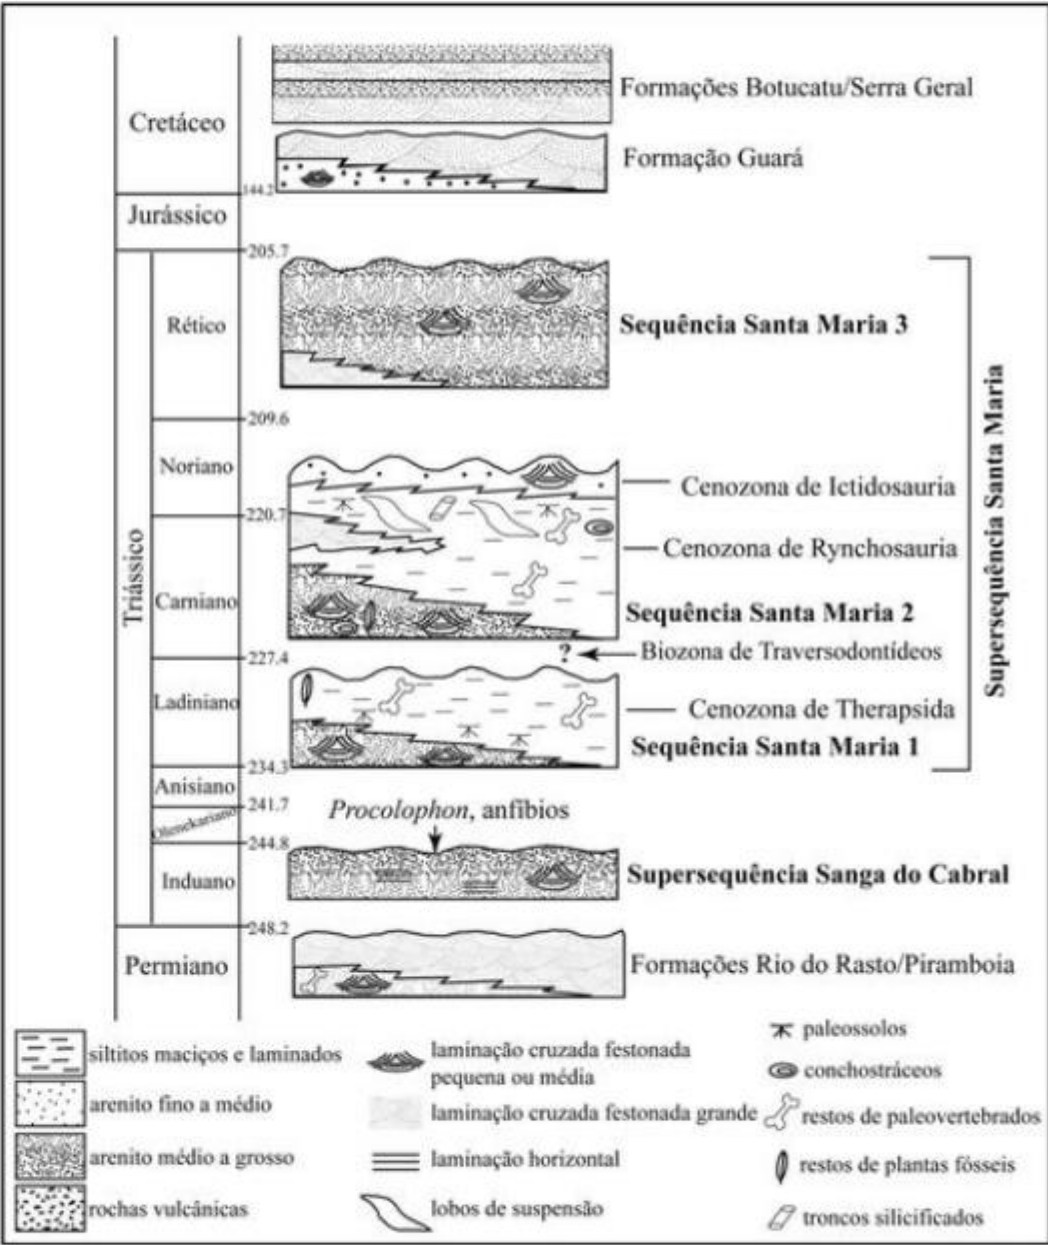 Formações Botucatu/Serra Geral
Cretáceo
Formação Guará
144.2
Jurássico
205.7
Rético
Sequência Santa Maria 3
209.6
Noriano
Cenozona de Ictidosauria
220.7
Cenozona de Rynchosauria
Triássico
Carniano
Sequência Santa Maria 2
? Biozona de Traversodontídeos
227.4
Ladiniano
Cenozona de Therapsida
Sequência Santa Maria 1
234.3
Supersequência Santa Maria
Anisiano
241.7
Procolophon, anfíbios
Olenekariano
244.8
Induano
Supersequência Sanga do Cabral
248.2
Permiano
Formações Rio do Rasto/Piramboia
siltitos maciços e laminados
arenito fino a médio
arenito médio a grosso
rochas vulcânicas
laminação cruzada festonada
pequena ou média
laminação cruzada festonada grande
laminação horizontal
lobos de suspensão
paleossolos
conchostráceos
restos de paleovertebrados
restos de plantas fósseis
troncos silicificados